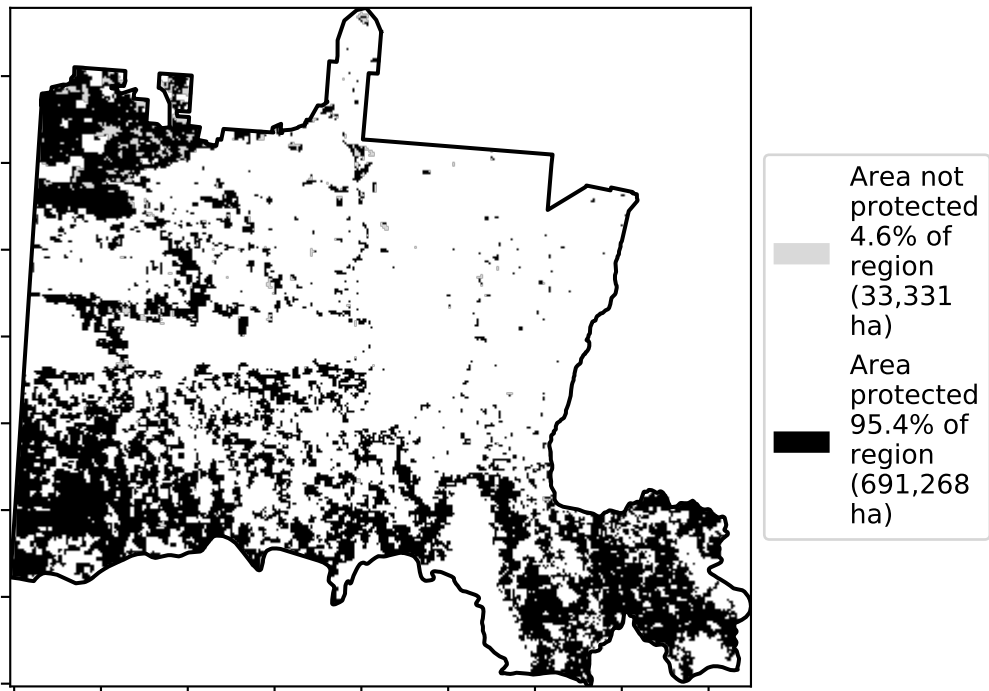 Area not
protected
4.6% of
region
(33,331
ha)
Area
protected
95.4% of
region
(691,268
ha)